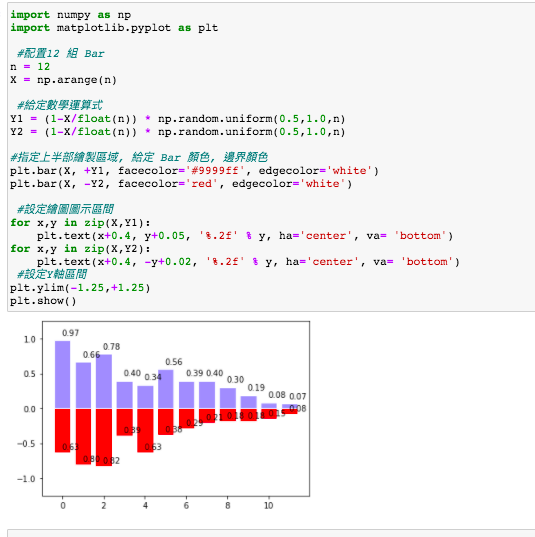 import numpy as np
import matplotlib.pyplot as plt
#配置12 組 Bar
n = 12
X = np.arange(n)
#給定數學運算式
Y1 = (1-X/float(n)) * np.random.uniform(0.5,1.0,n)
Y2 = (1-X/float(n)) * np.random.uniform(0.5,1.0,n)
#指定上半部繪製區域, 給定 Bar 顏色, 邊界顏色
plt.bar(X, +Y1, facecolor='#9999ff', edgecolor='white')
plt.bar(X, -Y2, facecolor='red', edgecolor='white')
#設定繪圖圖示區間
for x,y in zip(X,Y1):
    plt.text(x+0.4, y+0.05, '%.2f' % y, ha='center', va= 'bottom')
for x,y in zip(X,Y2):
    plt.text(x+0.4, -y+0.02, '%.2f' % y, ha='center', va= 'bottom')
#設定Y軸區間
plt.ylim(-1.25,+1.25)
plt.show()
0.97 0.66 0.78 0.40 0.34 0.56 0.39 0.40 0.30 0.19 0.08 0.07
0.63 0.80 0.82 0.39 0.63 0.38 0.29 0.21 0.18 0.18 0.15 0.08
1.0
0.5
0.0
−0.5
−1.0
0 2 4 6 8 10